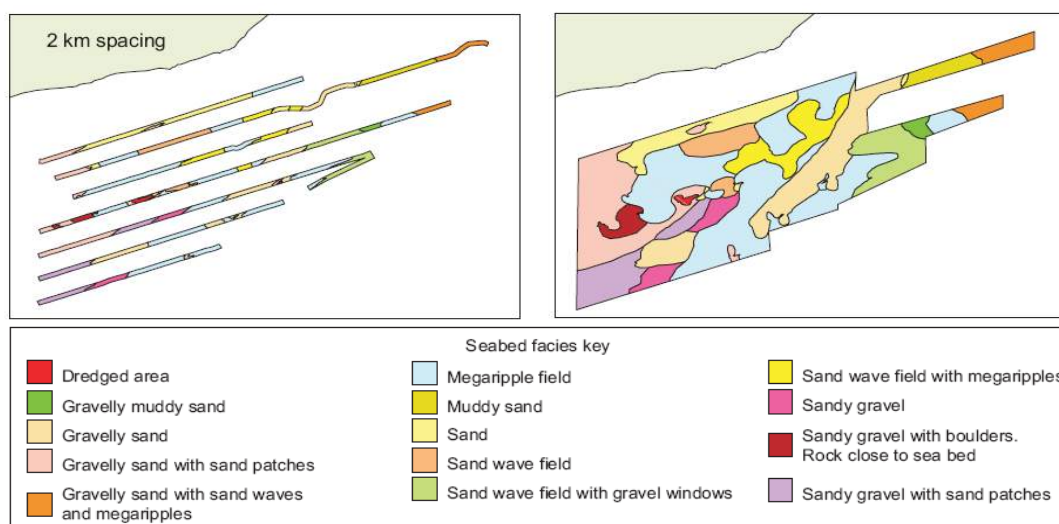 2 km spacing
Seabed facies key
Dredged area
Gravelly muddy sand
Gravelly sand
Gravelly sand with sand patches
Gravelly sand with sand waves
and megaripples
Megaripple field
Muddy sand
Sand
Sand wave field
Sand wave field with gravel windows
Sand wave field with megaripples
Sandy gravel
Sandy gravel with boulders.
Rock close to sea bed
Sandy gravel with sand patches